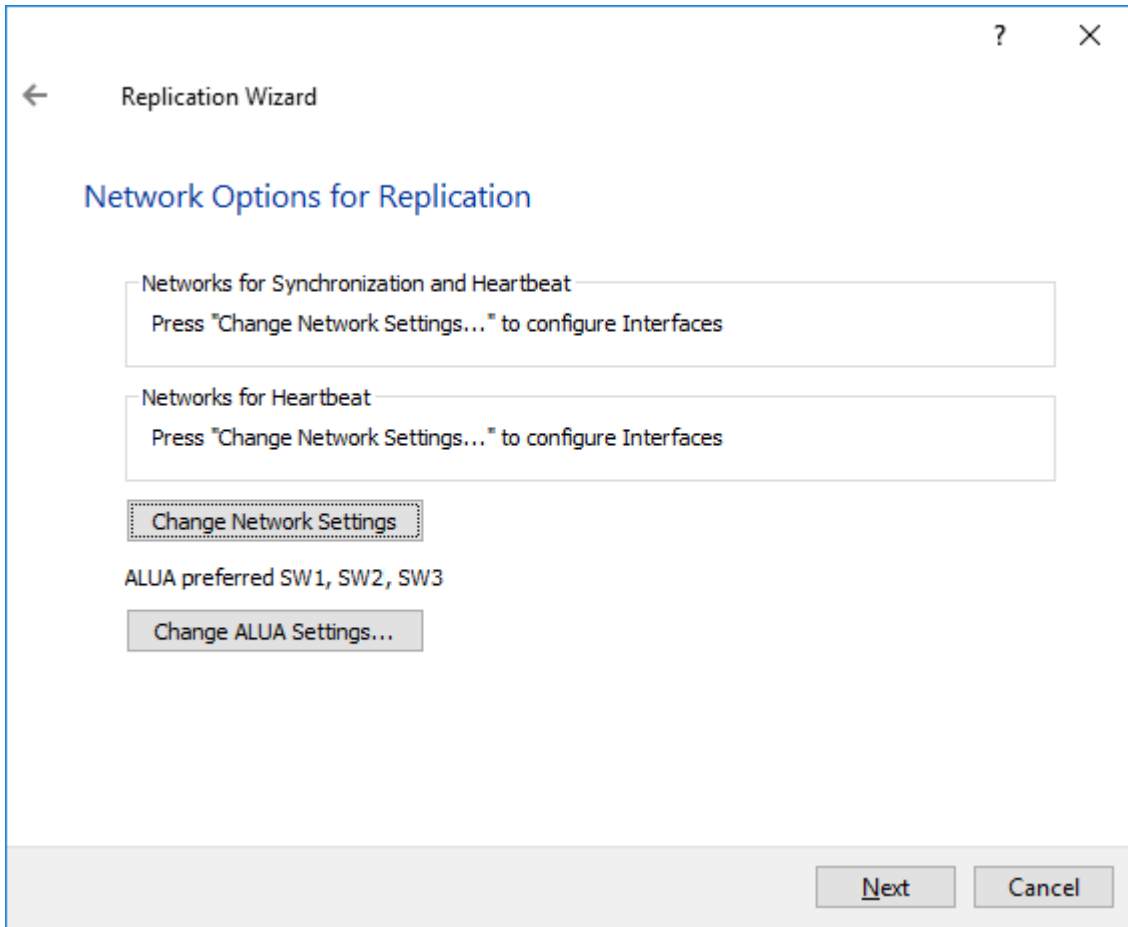 ?
Replication Wizard
Network Options for Replication
Networks for Synchronization and Heartbeat
Press "Change Network Settings..." to configure Interfaces
Networks for Heartbeat
Press "Change Network Settings..." to configure Interfaces
Change Network Settings
ALUA preferred SW1, SW2, SW3
Change ALUA Settings...
Next
Cancel